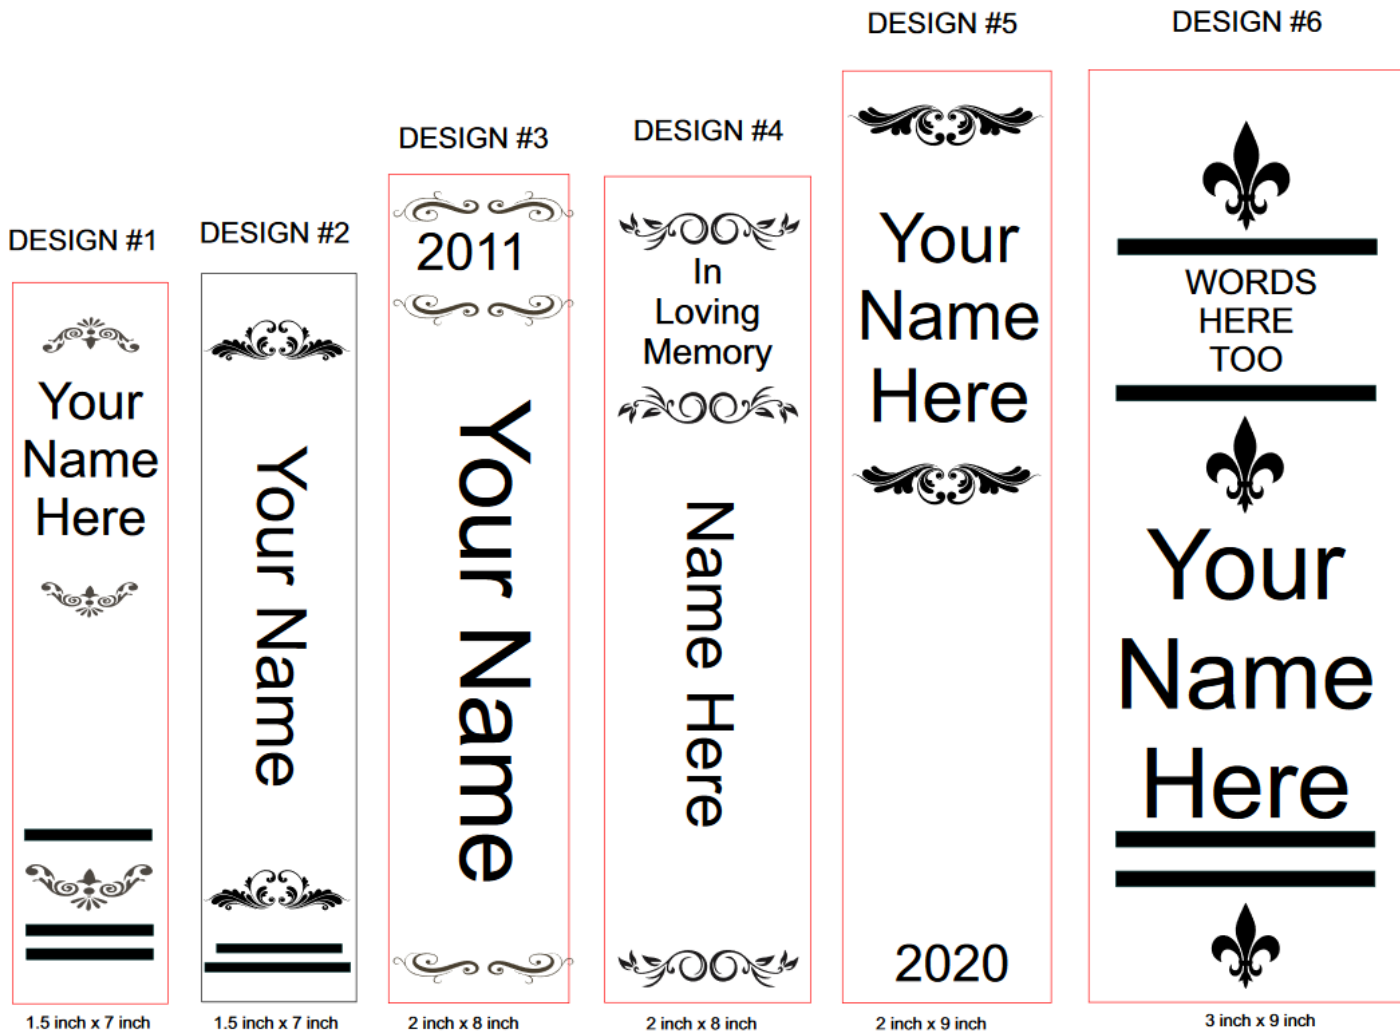 DESIGN #1
Your
Name
Here
1.5 inch x 7 inch
DESIGN #2
Your Name
1.5 inch x 7 inch
DESIGN #3
2011
Your Name
2 inch x 8 inch
DESIGN #4
In
Loving
Memory
Name Here
2 inch x 8 inch
DESIGN #5
Your
Name
Here
2020
2 inch x 9 inch
DESIGN #6
WORDS
HERE
TOO
Your
Name
Here
3 inch x 9 inch